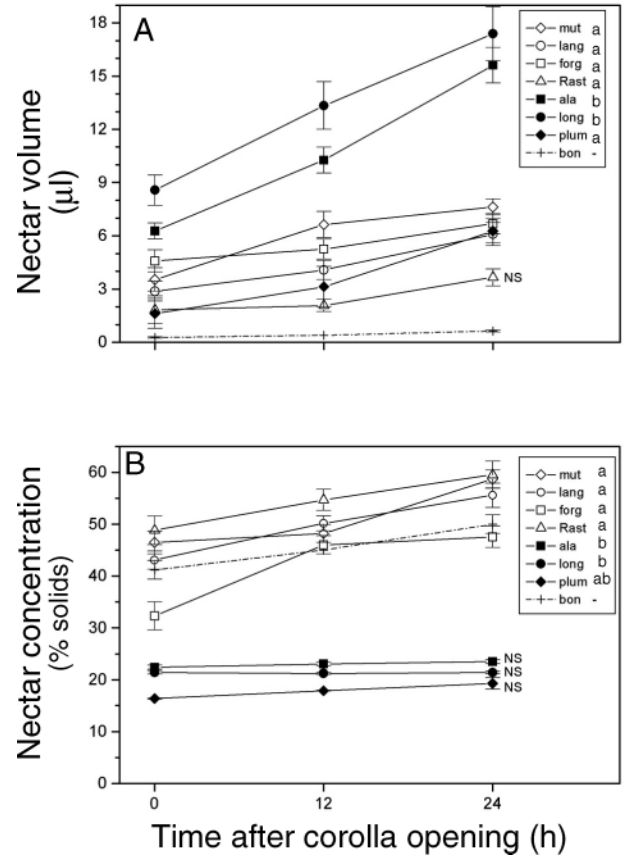 A
18
15
12
9
6
3
0
Nectar volume
(µl)
mut a
lang a
forg a
Rast a
ala b
long b
plum a
bon -
NS
B
60
50
40
30
20
10
0
Nectar concentration
(% solids)
mut a
lang a
forg a
Rast a
ala b
long b
plum ab
bon -
NS
NS
NS
0 12 24
Time after corolla opening (h)